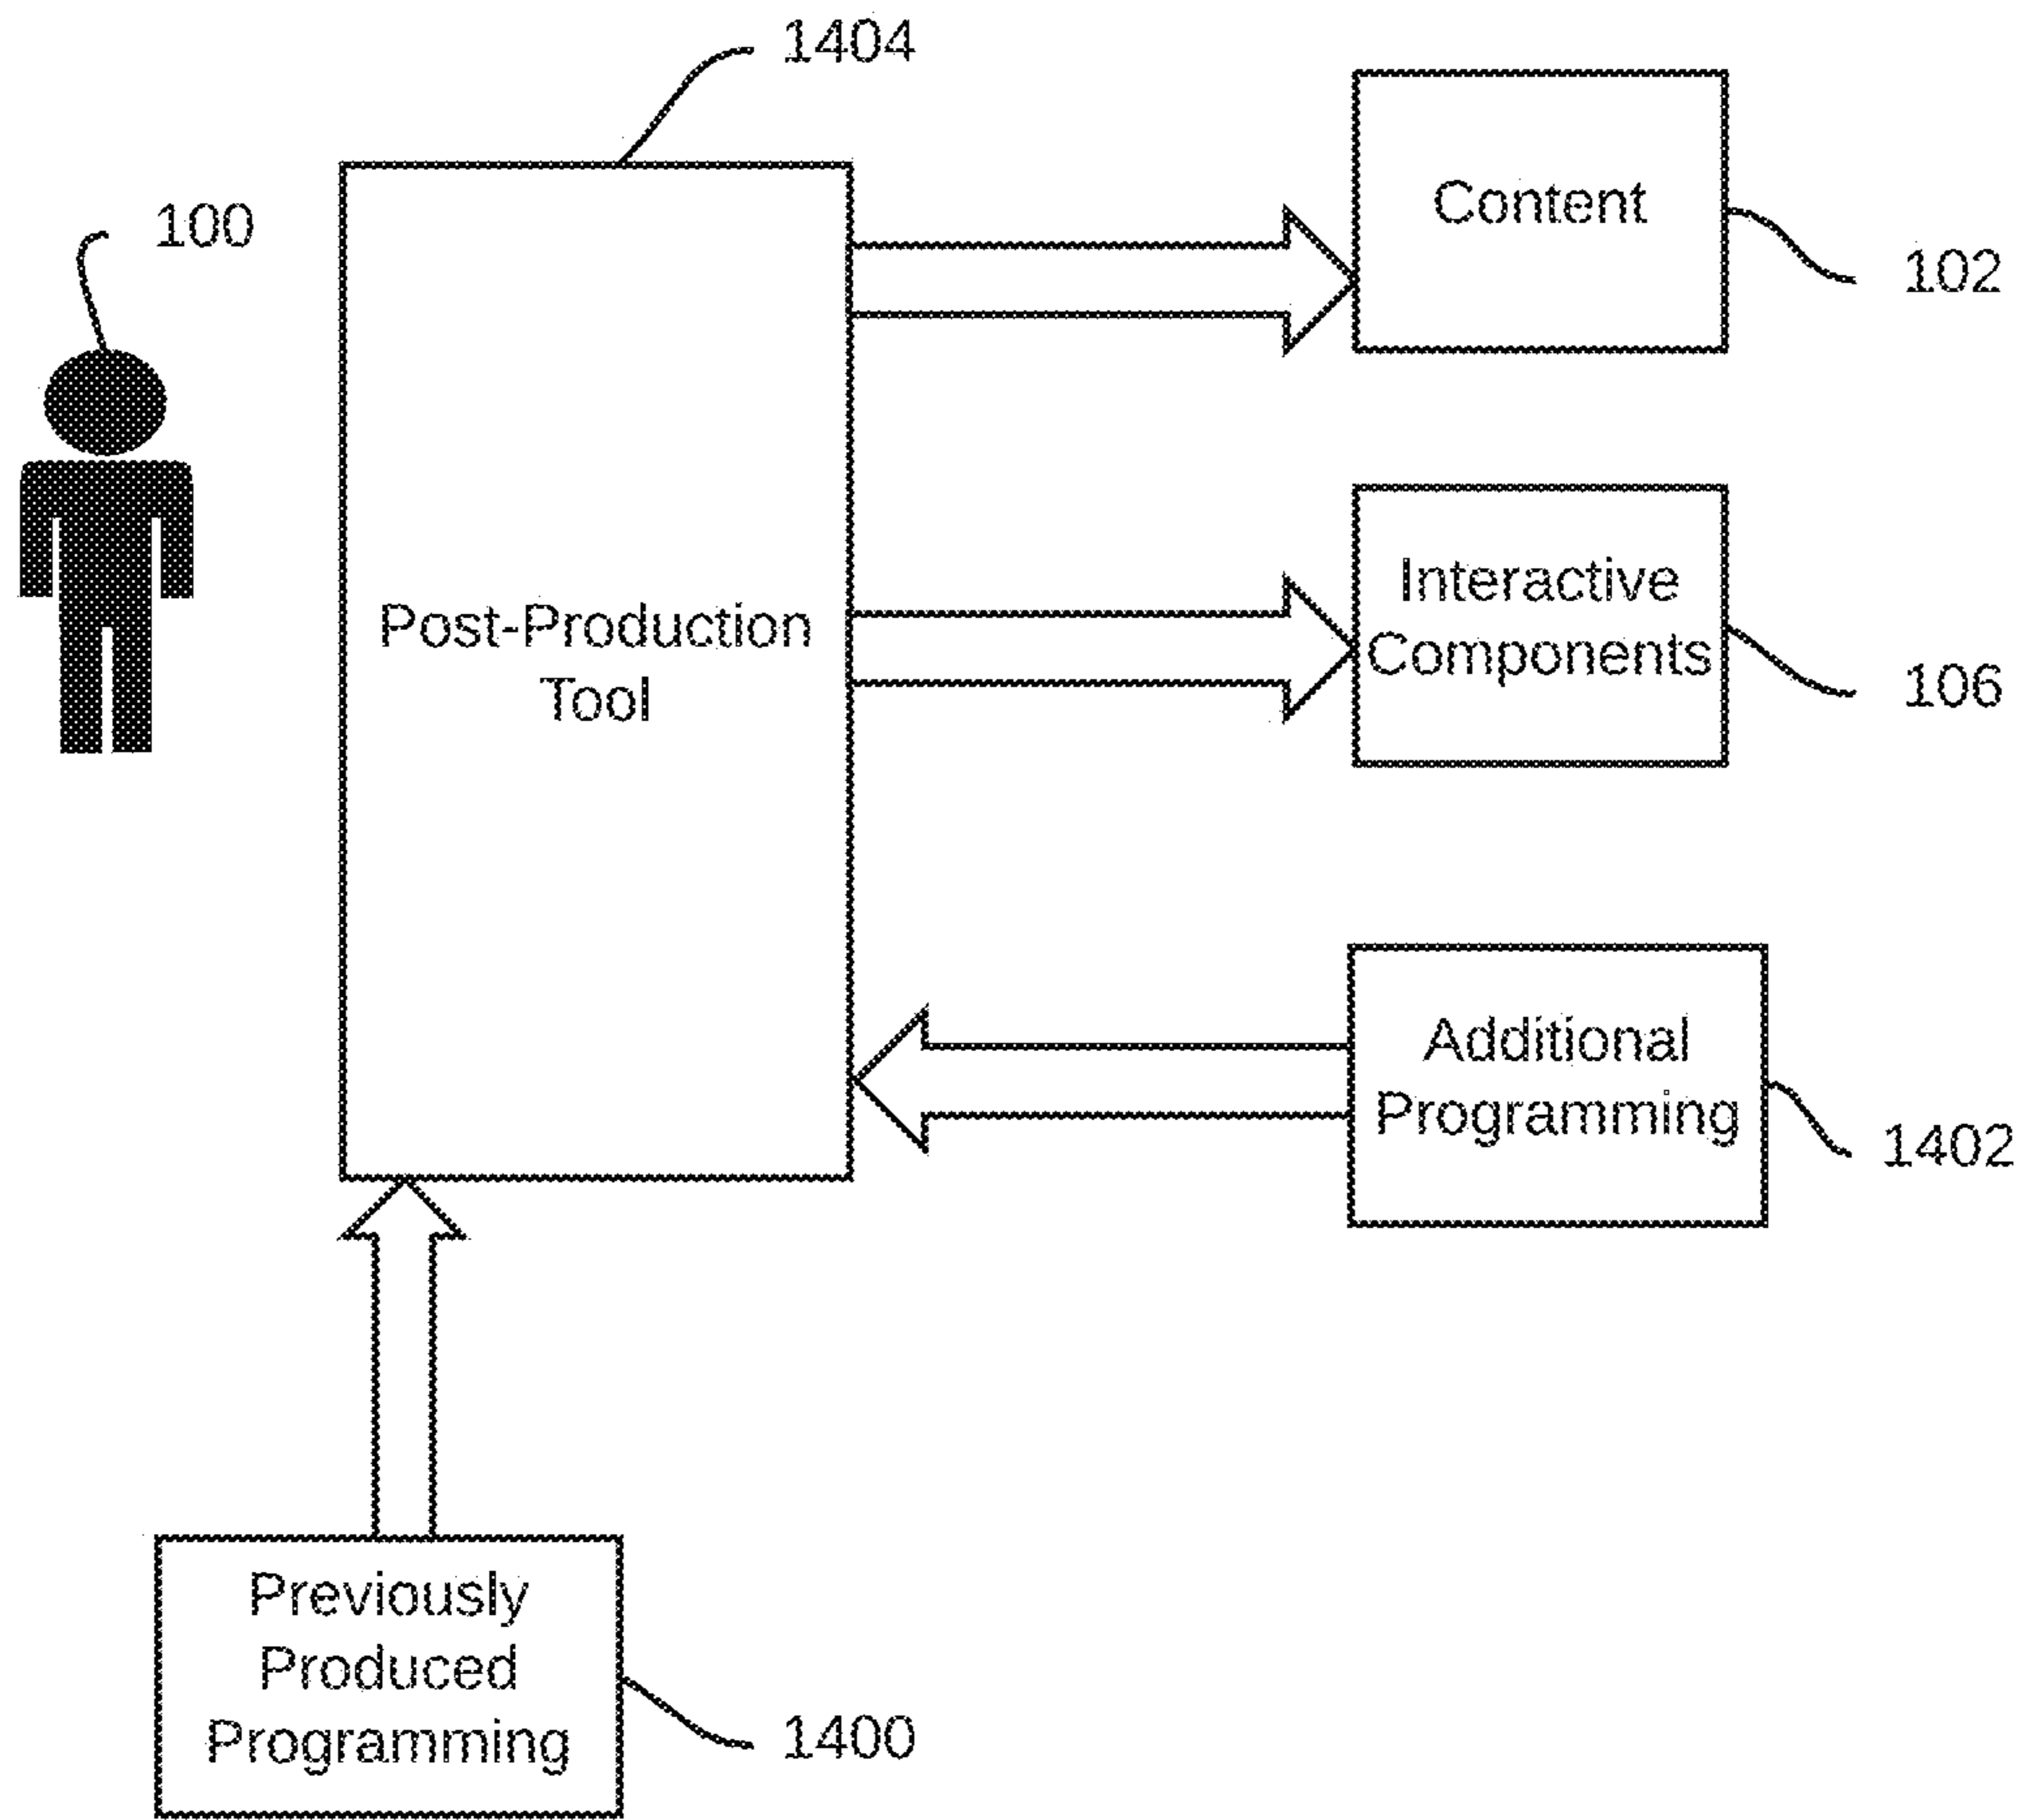 1404
100
Content
102
Interactive
Components
106
Post-Production
Tool
Additional
Programming
1402
Previously
Produced
Programming
1400